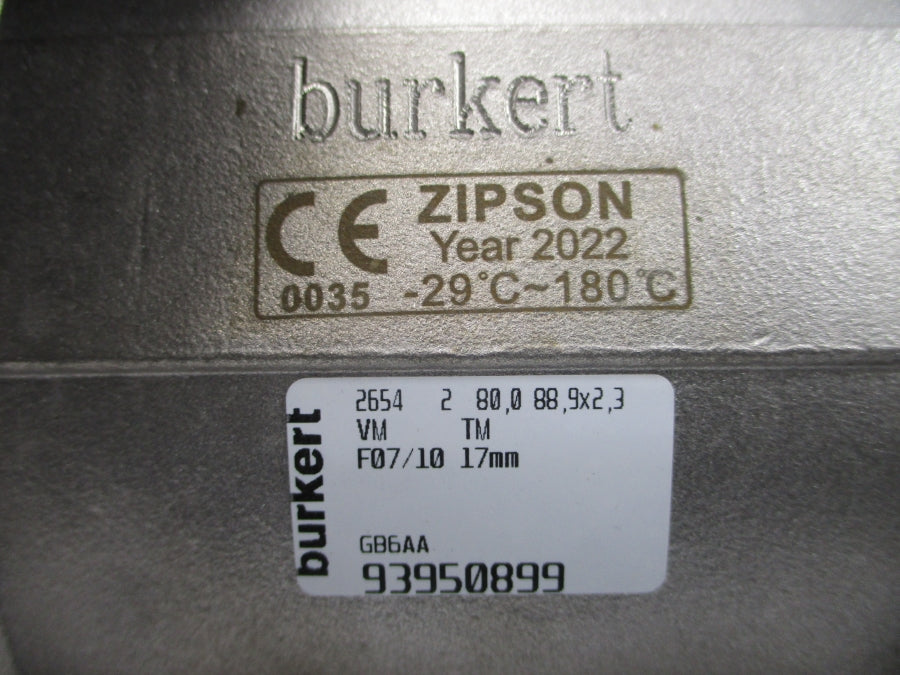 burkert
CE ZIPSON
Year 2022
0035 -29°C~180°C
burkert
2654 2 80,0 88,9x2,3
VM TM
F07/10 17mm
GB6AA
93950899